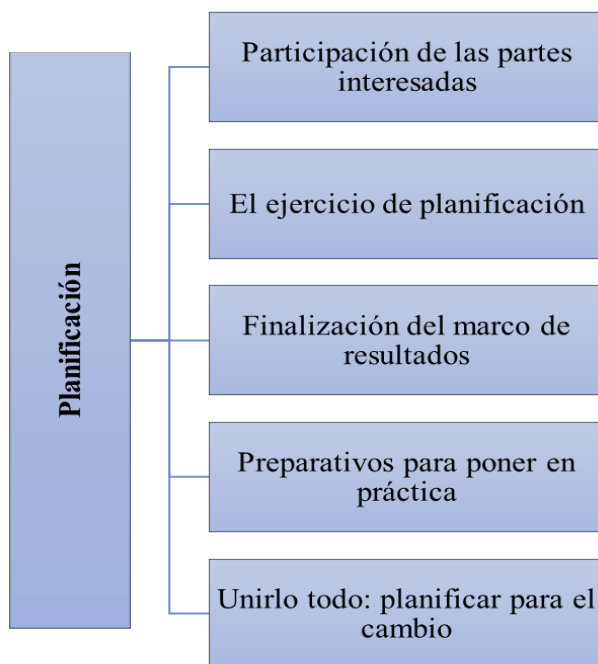 Planificación
Participación de las partes
interesadas
El ejercicio de planificación
Finalización del marco de
resultados
Preparativos para poner en
práctica
Unirlo todo: planificar para el
cambio